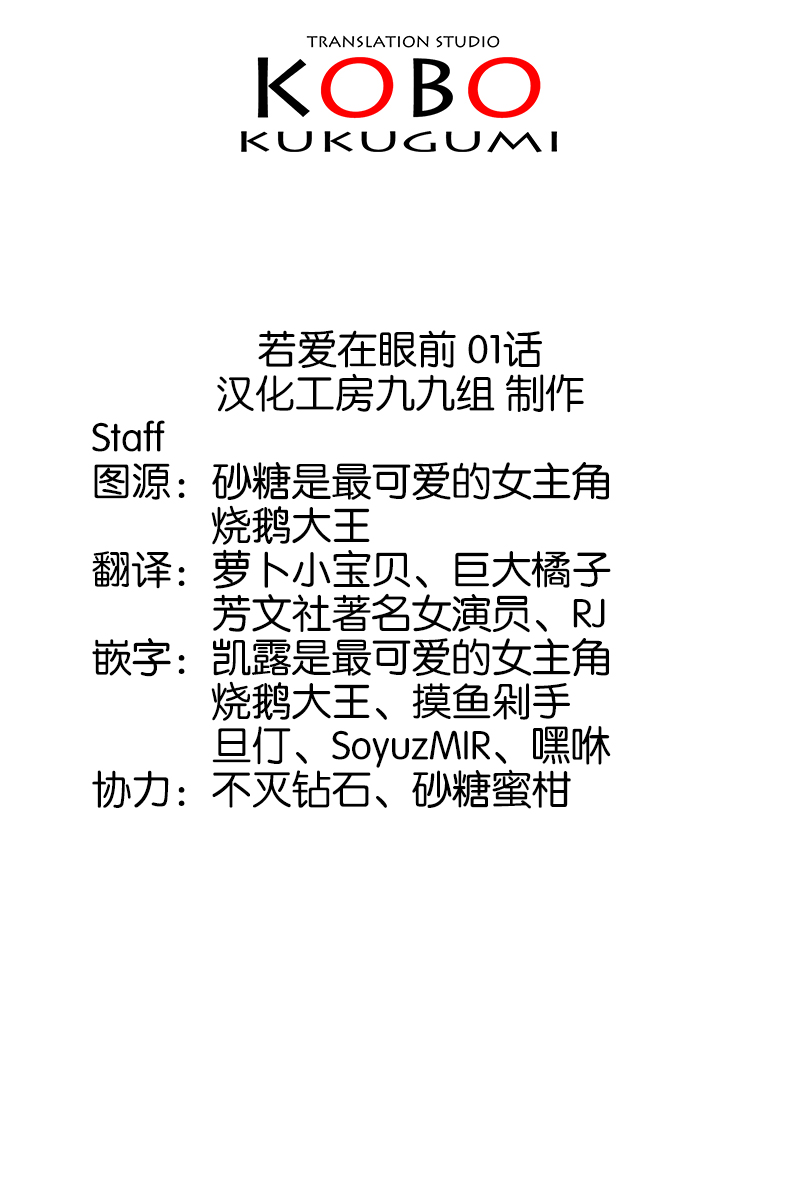 TRANSLATION STUDIO
KOBO
KUKUGUMI
若爱在眼前 01话
汉化工房九九组 制作
Staff
图源：砂糖是最可爱的女主角
烧鹅大王
翻译：萝卜小宝贝、巨大橘子
芳文社著名女演员、RJ
嵌字：凯露是最可爱的女主角
烧鹅大王、摸鱼剁手
旦仃、SoyuzMIR、嘿咻
协力：不灭钻石、砂糖蜜柑